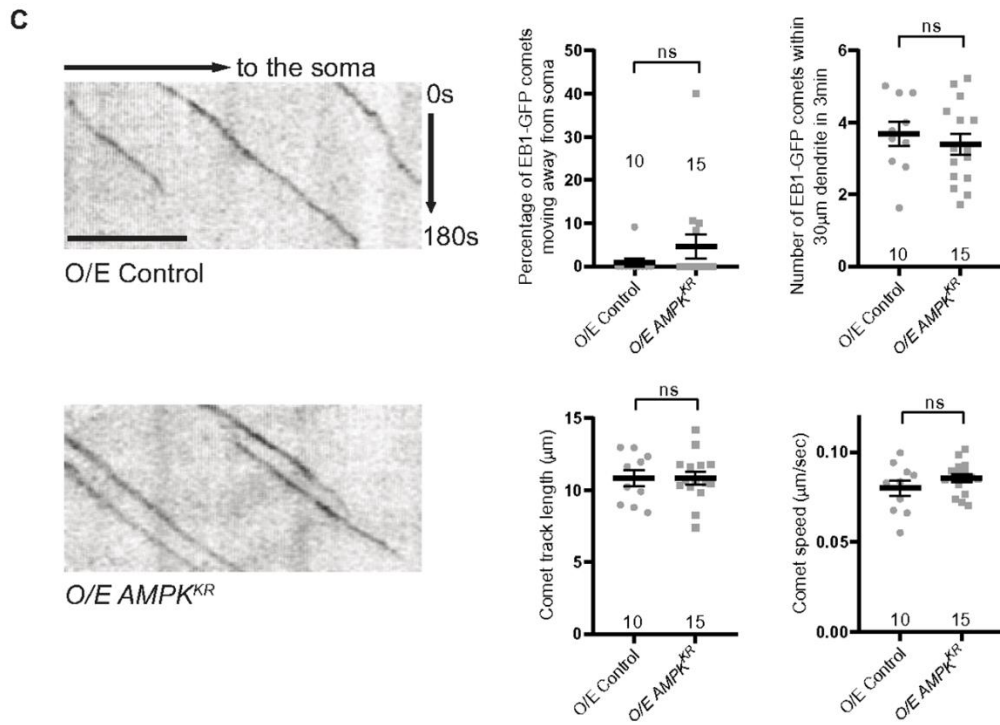 C
to the soma
0s
180s
O/E Control
O/E AMPKᴷᴿ
Percentage of EB1-GFP comets
moving away from soma
50
40
30
20
10
0
ns
10
15
O/E Control
O/E AMPKᴷᴿ
Number of EB1-GFP comets within
30µm dendrite in 3min
6
4
2
0
ns
10
15
O/E Control
O/E AMPKᴷᴿ
Comet track length (µm)
15
10
5
0
ns
10
15
O/E Control
O/E AMPKᴷᴿ
Comet speed (µm/sec)
0.10
0.05
0.00
ns
10
15
O/E Control
O/E AMPKᴷᴿ